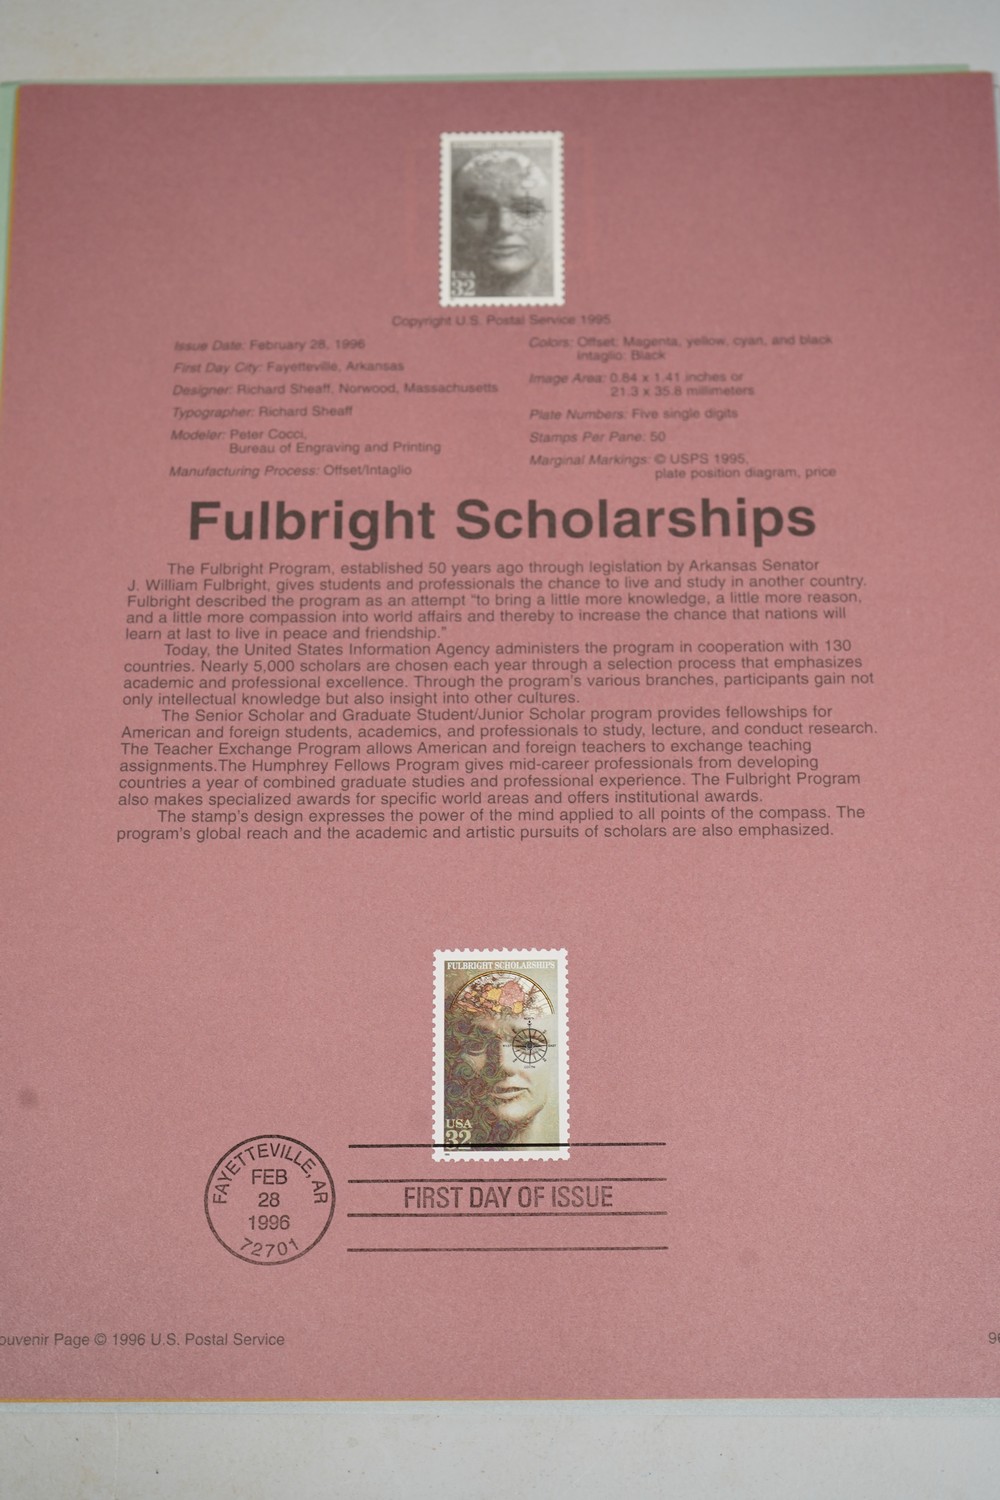 USA
32
Copyright U.S. Postal Service 1995
Issue Date: February 28, 1996
First Day City: Fayetteville, Arkansas
Designer: Richard Sheaff, Norwood, Massachusetts
Typographer: Richard Sheaff
Modeler: Peter Cocci,
Bureau of Engraving and Printing
Manufacturing Process: Offset/Intaglio
Colors: Offset, Magenta, yellow, cyan, and black
Intaglio: Black
Image Area: 0.84 x 1.41 inches or
21.3 x 35.8 millimeters
Plate Numbers: Five single digits
Stamps Per Pane: 50
Marginal Markings: © USPS 1995,
plate position diagram, price
Fulbright Scholarships
The Fulbright Program, established 50 years ago through legislation by Arkansas Senator
J. William Fulbright, gives students and professionals the chance to live and study in another country.
Fulbright described the program as an attempt "to bring a little more knowledge, a little more reason,
and a little more compassion into world affairs and thereby to increase the chance that nations will
learn at last to live in peace and friendship."
Today, the United States Information Agency administers the program in cooperation with 130
countries. Nearly 5,000 scholars are chosen each year through a selection process that emphasizes
academic and professional excellence. Through the program's various branches, participants gain not
only intellectual knowledge but also insight into other cultures.
The Senior Scholar and Graduate Student/Junior Scholar program provides fellowships for
American and foreign students, academics, and professionals to study, lecture, and conduct research.
The Teacher Exchange Program allows American and foreign teachers to exchange teaching
assignments.The Humphrey Fellows Program gives mid-career professionals from developing
countries a year of combined graduate studies and professional experience. The Fulbright Program
also makes specialized awards for specific world areas and offers institutional awards.
The stamp's design expresses the power of the mind applied to all points of the compass. The
program's global reach and the academic and artistic pursuits of scholars are also emphasized.
FULBRIGHT SCHOLARSHIPS
USA
32
FAYETTEVILLE, AR
FEB
28
1996
72701
FIRST DAY OF ISSUE
ouvenir Page © 1996 U.S. Postal Service